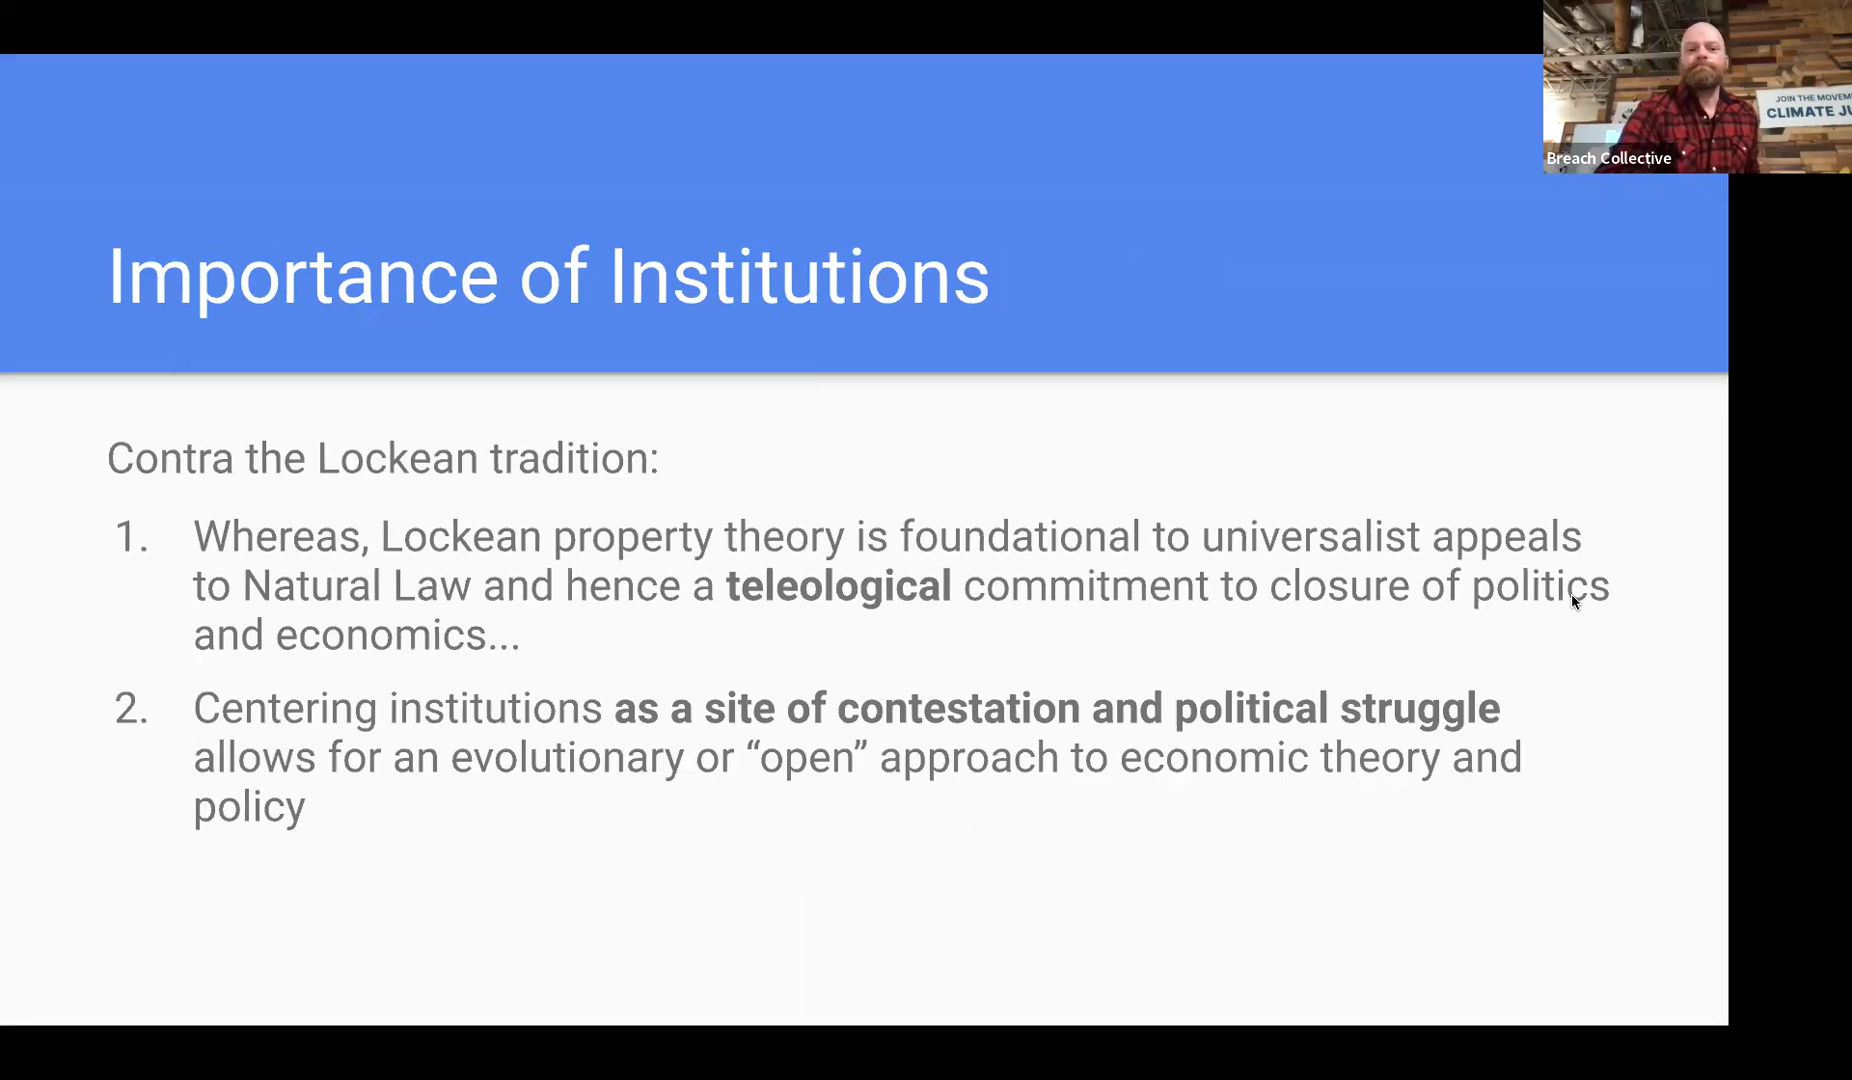 JOIN THE
CLIMATE
Breach Collective
Importance of Institutions
Contra the Lockean tradition:
1. Whereas, Lockean property theory is foundational to universalist appeals
to Natural Law and hence a teleological commitment to closure of politics
and economics...
2. Centering institutions as a site of contestation and political struggle
allows for an evolutionary or “open” approach to economic theory and
policy